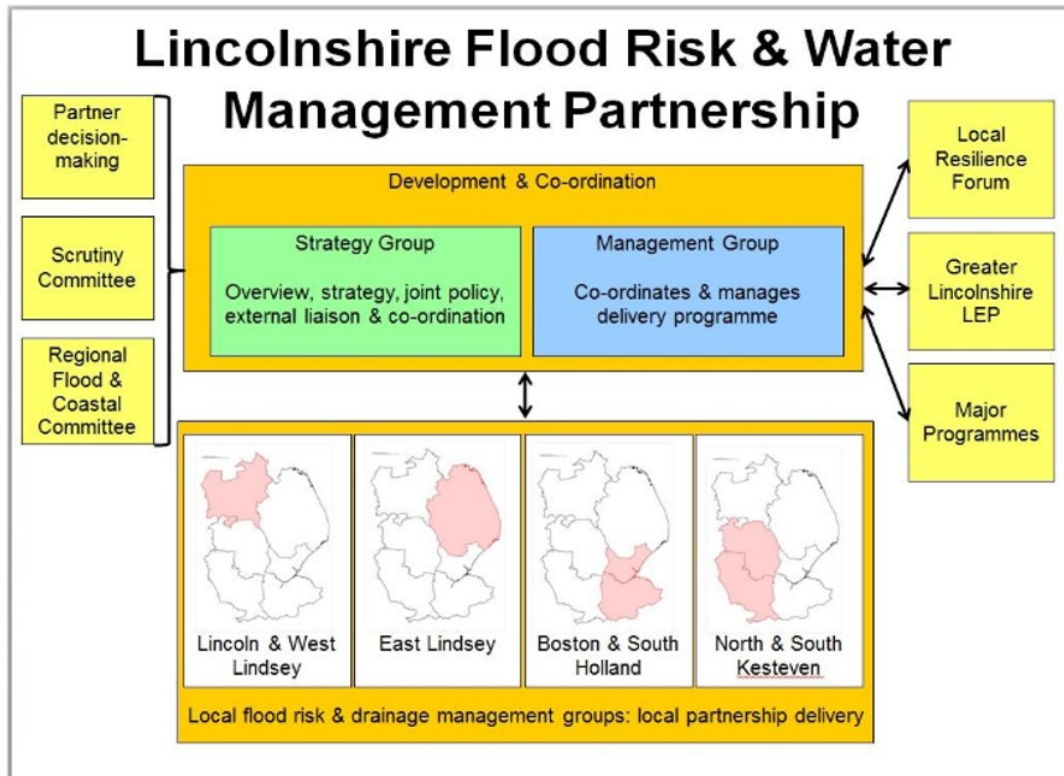 Lincolnshire Flood Risk & Water
Management Partnership
Partner
decision-
making
Scrutiny
Committee
Regional
Flood &
Coastal
Committee
Development & Co-ordination
Strategy Group
Overview, strategy, joint policy,
external liaison & co-ordination
Management Group
Co-ordinates & manages
delivery programme
Local
Resilience
Forum
Greater
Lincolnshire
LEP
Major
Programmes
Lincoln & West
Lindsey
East Lindsey
Boston & South
Holland
North & South
Kesteven
Local flood risk & drainage management groups: local partnership delivery